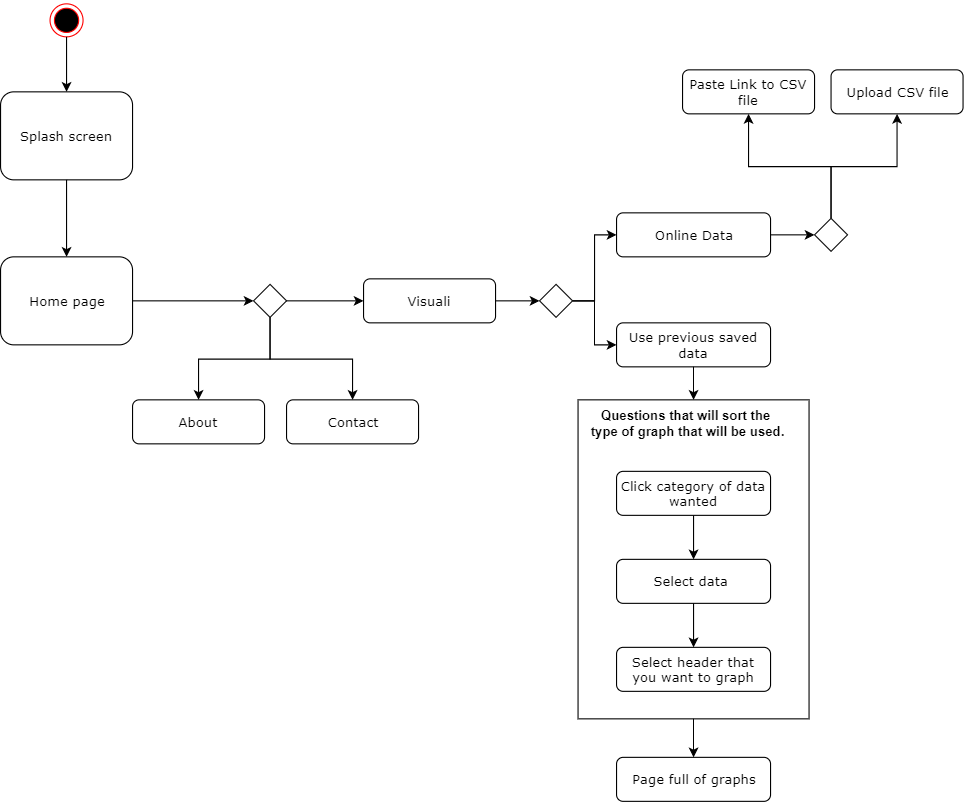 Paste Link to CSV
file
Upload CSV file
Splash screen
Online Data
Home page
Visuali
Use previous saved
data
About
Contact
Questions that will sort the
type of graph that will be used.
Click category of data
wanted
Select data
Select header that
you want to graph
Page full of graphs